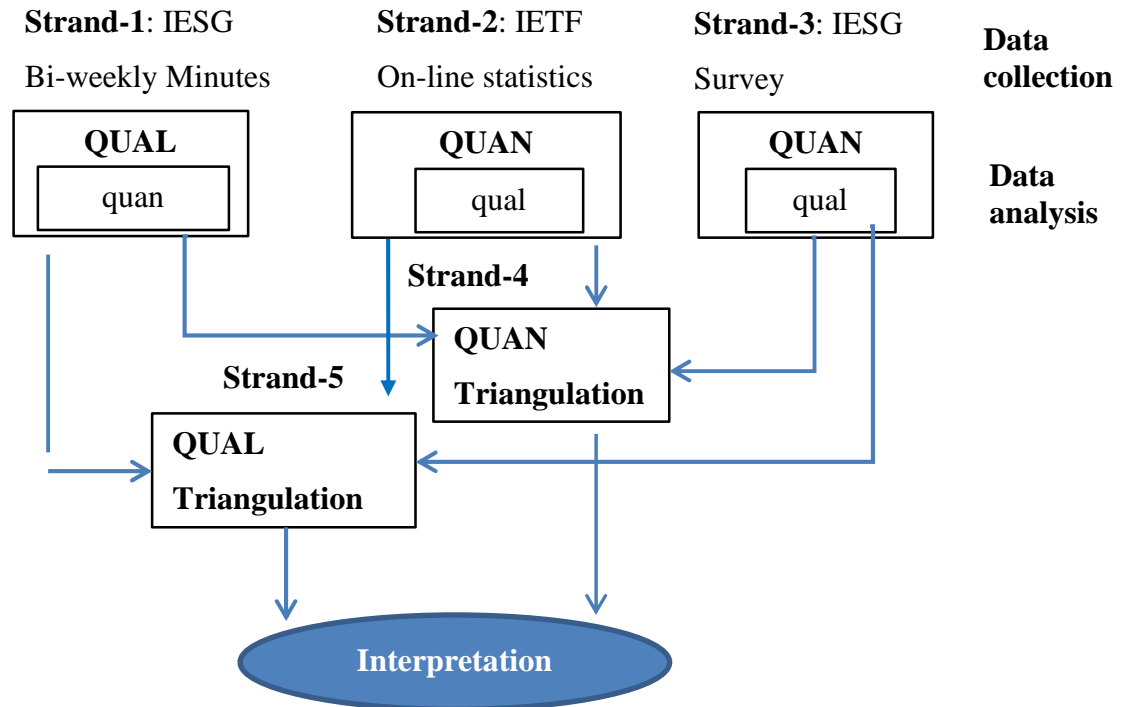 Strand-1: IESG
Bi-weekly Minutes
Strand-2: IETF
On-line statistics
Strand-3: IESG
Survey
Data
collection
QUAL
quan
QUAN
qual
QUAN
qual
Data
analysis
Strand-4
QUAN
Triangulation
Strand-5
QUAL
Triangulation
Interpretation